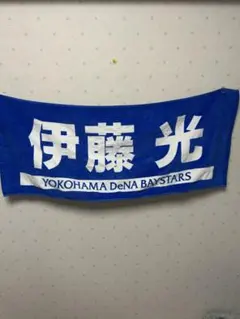 伊藤 光
YOKOHAMA DeNA BAYSTARS